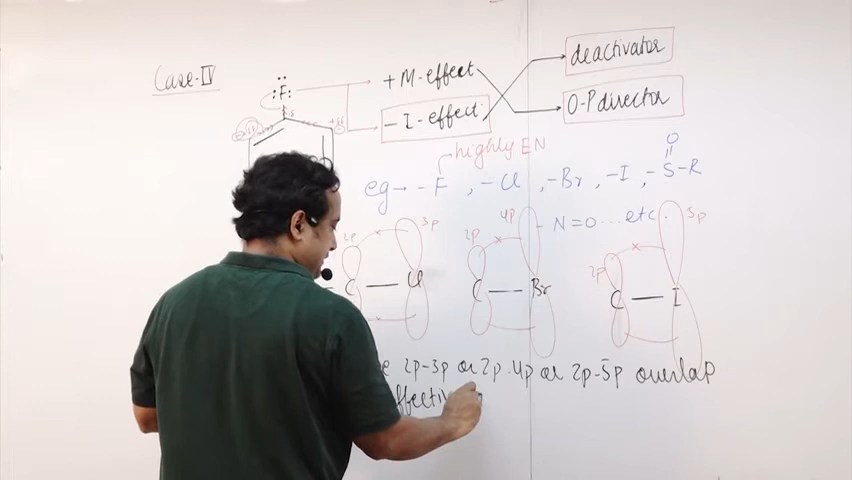 Case-IV
:F:
+M-effect
-I-effect
deactivator
O-P director
highly EN
eg → -F, -Cl, -Br, -I, -S-R
O
-N=O ... etc.
2p 3p
C — Cl
2p 4p
C — Br
2p 5p
C — I
2p-3p or 2p-4p or 2p-5p overlap